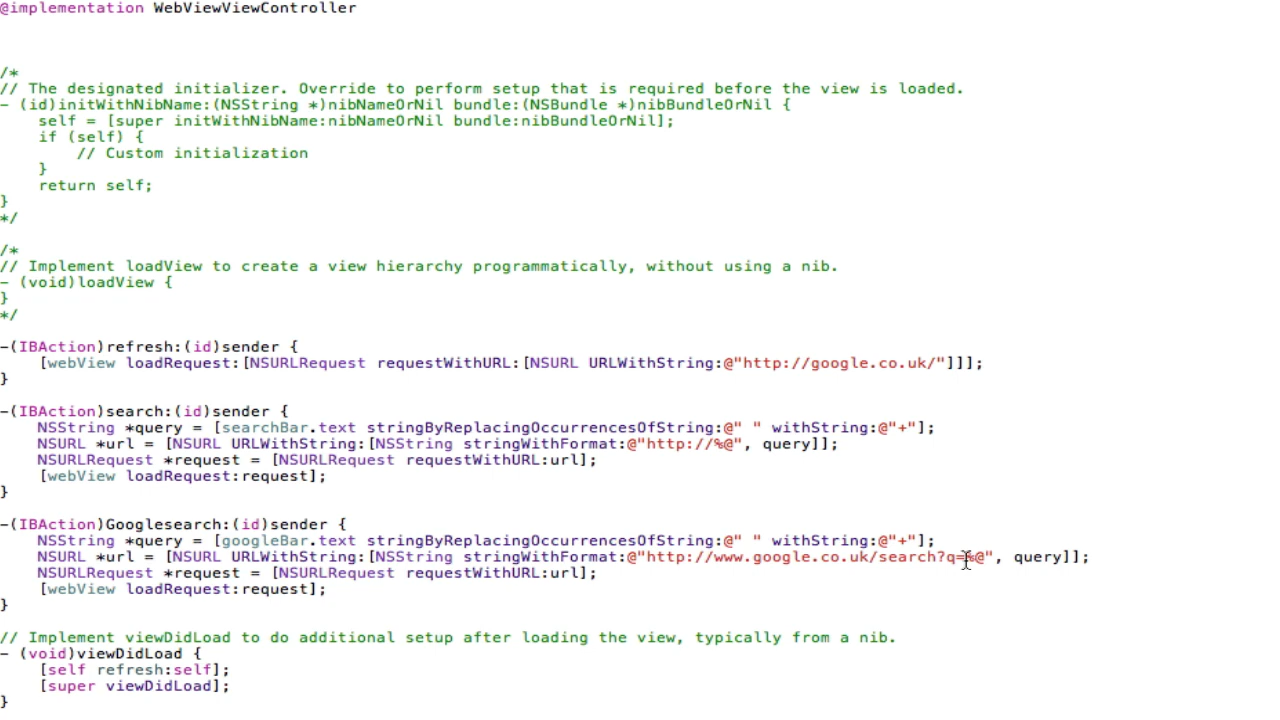 @implementation WebViewViewController
/*
// The designated initializer. Override to perform setup that is required before the view is loaded.
- (id)initWithNibName:(NSString *)nibNameOrNil bundle:(NSBundle *)nibBundleOrNil {
    self = [super initWithNibName:nibNameOrNil bundle:nibBundleOrNil];
    if (self) {
        // Custom initialization
    }
    return self;
}
*/
/*
// Implement loadView to create a view hierarchy programmatically, without using a nib.
- (void)loadView {
}
*/
-(IBAction)refresh:(id)sender {
    [webView loadRequest:[NSURLRequest requestWithURL:[NSURL URLWithString:@"http://google.co.uk/"]]];
}
-(IBAction)search:(id)sender {
    NSString *query = [searchBar.text stringByReplacingOccurrencesOfString:@" " withString:@"+"];
    NSURL *url = [NSURL URLWithString:[NSString stringWithFormat:@"http://%@", query]];
    NSURLRequest *request = [NSURLRequest requestWithURL:url];
    [webView loadRequest:request];
}
-(IBAction)Googlesearch:(id)sender {
    NSString *query = [googleBar.text stringByReplacingOccurrencesOfString:@" " withString:@"+"];
    NSURL *url = [NSURL URLWithString:[NSString stringWithFormat:@"http://www.google.co.uk/search?q=%@", query]];
    NSURLRequest *request = [NSURLRequest requestWithURL:url];
    [webView loadRequest:request];
}
// Implement viewDidLoad to do additional setup after loading the view, typically from a nib.
- (void)viewDidLoad {
    [self refresh:self];
    [super viewDidLoad];
}